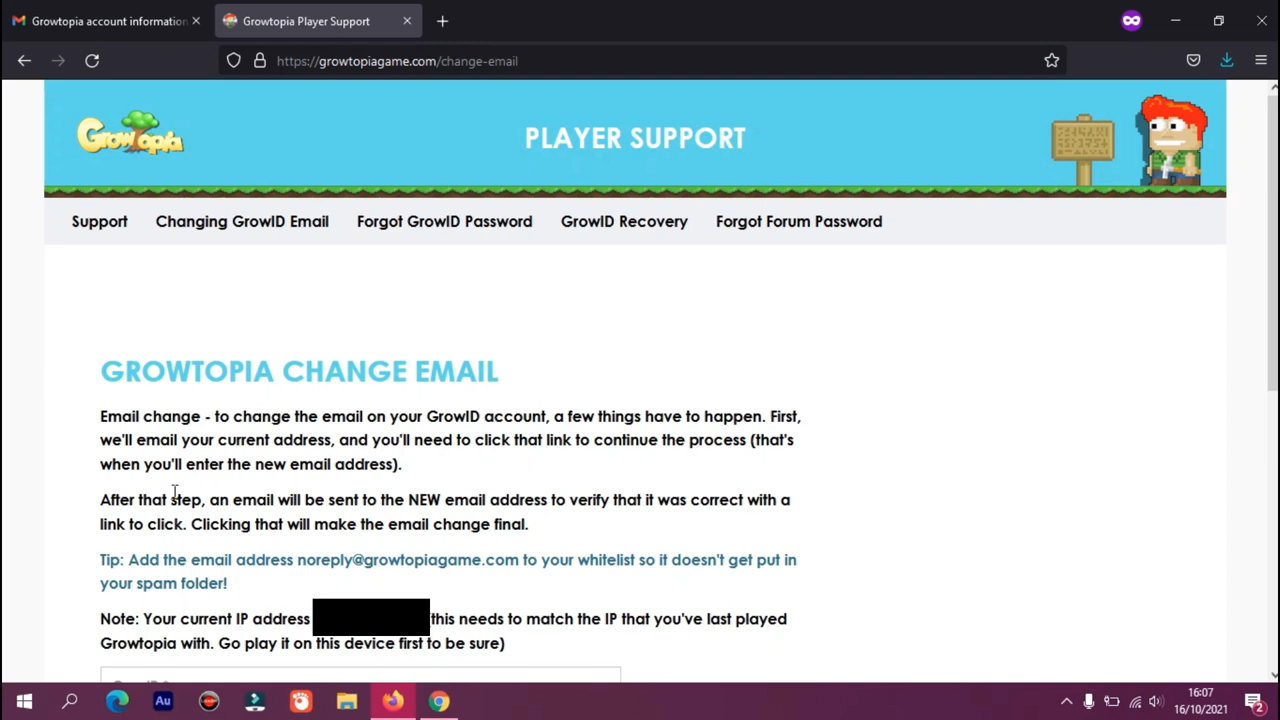 Growtopia account information
Growtopia Player Support
https://growtopiagame.com/change-email
GrowTopia
PLAYER SUPPORT
Support Changing GrowID Email Forgot GrowID Password GrowID Recovery Forgot Forum Password
GROWTOPIA CHANGE EMAIL
Email change - to change the email on your GrowID account, a few things have to happen. First,
we'll email your current address, and you'll need to click that link to continue the process (that's
when you'll enter the new email address).
After that step, an email will be sent to the NEW email address to verify that it was correct with a
link to click. Clicking that will make the email change final.
Tip: Add the email address noreply@growtopiagame.com to your whitelist so it doesn't get put in
your spam folder!
Note: Your current IP address this needs to match the IP that you've last played
Growtopia with. Go play it on this device first to be sure)
Au
16:07
16/10/2021
2